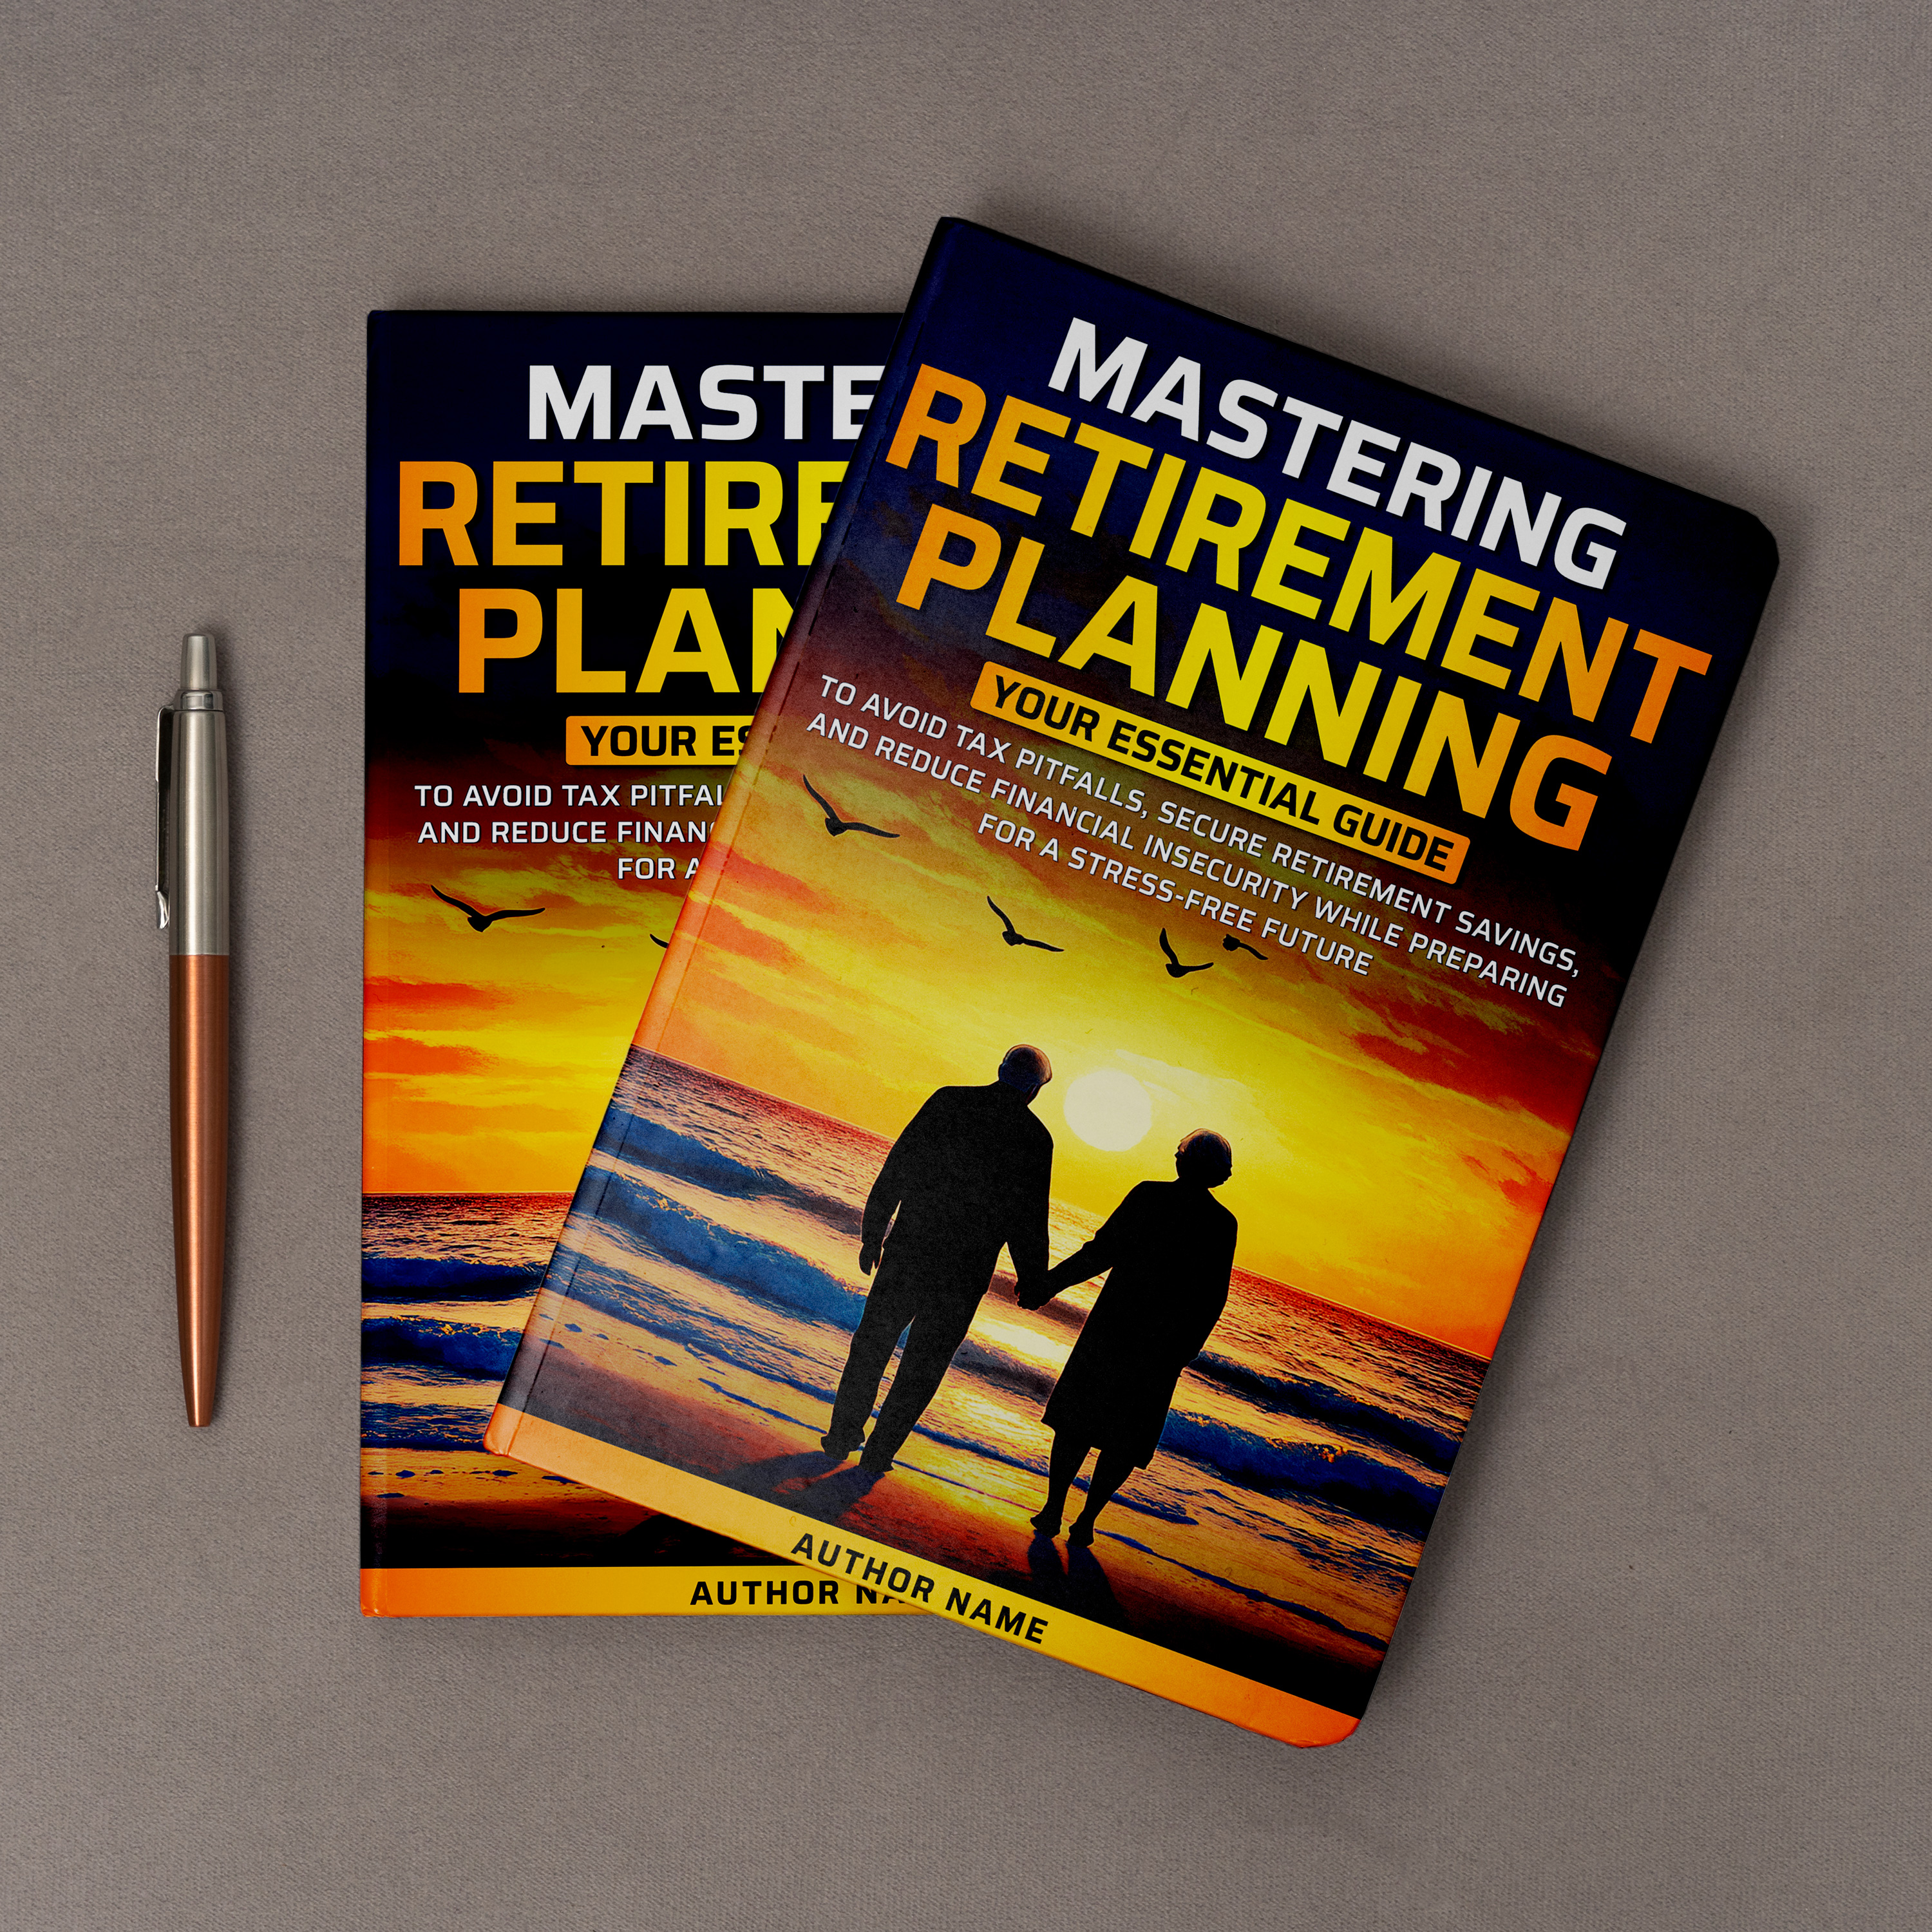 MASTE
RETIRE
PLAN
YOUR ES
TO AVOID TAX PITFAL
AND REDUCE FINANC
FOR A
AUTHOR NA
MASTERING
RETIREMENT
PLANNING
YOUR ESSENTIAL GUIDE
TO AVOID TAX PITFALLS, SECURE RETIREMENT SAVINGS,
AND REDUCE FINANCIAL INSECURITY WHILE PREPARING
FOR A STRESS-FREE FUTURE
AUTHOR NAME